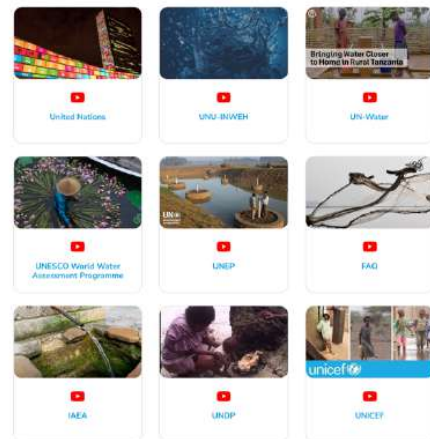 Bringing Water Closer
to Home in Rural Tanzania
United Nations
UNU-INWEH
UN-Water
UN
UNESCO World Water
Assessment Programme
UNEP
FAO
unicef
IAEA
UNDP
UNICEF